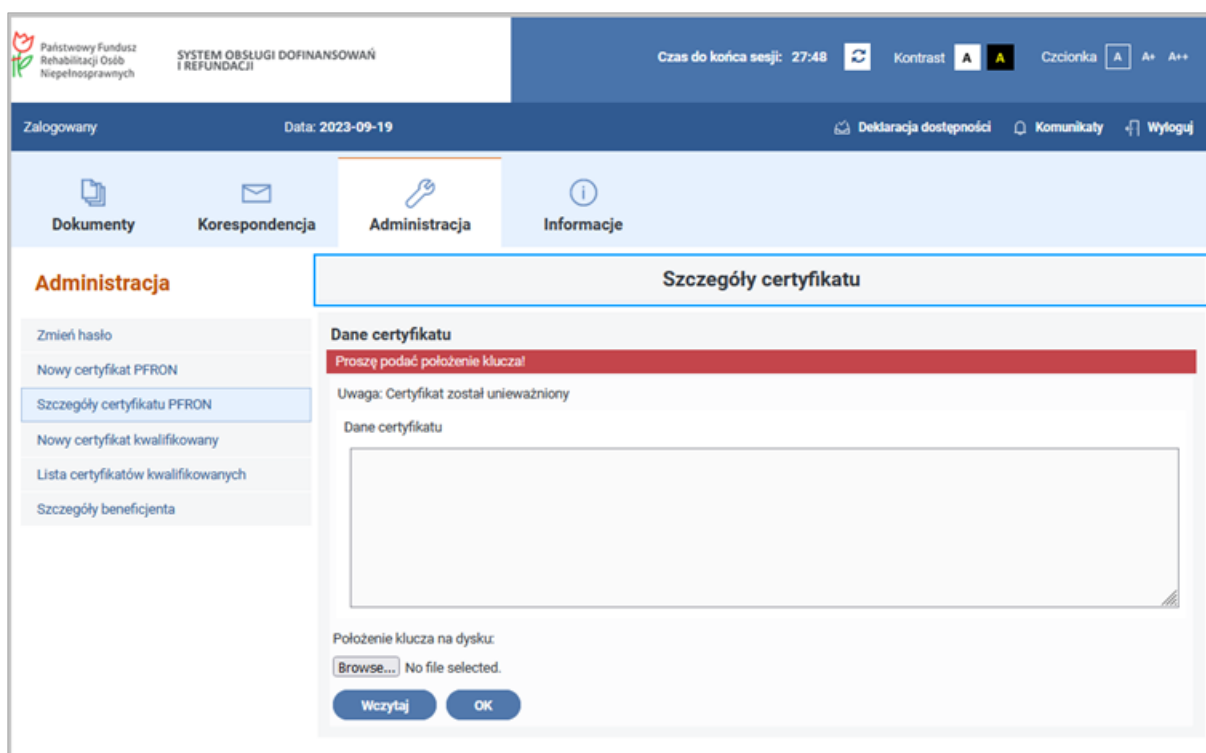 Państwowy Fundusz
Rehabilitacji Osób
Niepełnosprawnych
SYSTEM OBSŁUGI DOFINANSOWAŃ
I REFUNDACJI
Czas do końca sesji: 27:48
Kontrast A A
Czcionka A A+ A++
Zalogowany
Data: 2023-09-19
Deklaracja dostępności
Komunikaty
Wyloguj
Dokumenty
Korespondencja
Administracja
Informacje
Administracja
Zmień hasło
Nowy certyfikat PFRON
Szczegóły certyfikatu PFRON
Nowy certyfikat kwalifikowany
Lista certyfikatów kwalifikowanych
Szczegóły beneficjenta
Szczegóły certyfikatu
Dane certyfikatu
Proszę podać położenie klucza!
Uwaga: Certyfikat został unieważniony
Dane certyfikatu
Położenie klucza na dysku:
Browse... No file selected.
Wczytaj
OK